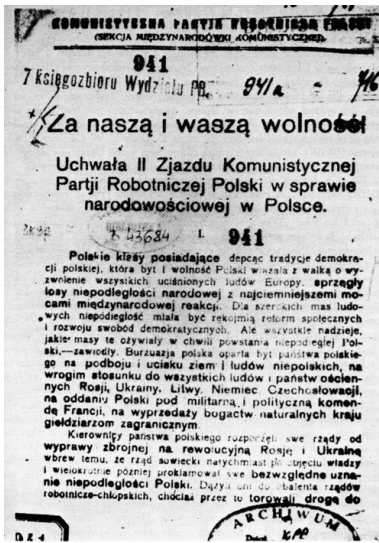 KOMUNISTYCZNA PARTJA ROBOTNICZA POLSKI
(SEKCJA MIĘDZYNARODÓWKI KOMUNISTYCZNEJ)
941
Z księgozbioru Wydziału
941a
Za naszą i waszą wolność
Uchwała II Zjazdu Komunistycznej
Partji Robotniczej Polski w sprawie
narodowościowej w Polsce.
43684 I. 941
Polskie klasy posiadające depcąc tradycje demokra-
cji polskiej, która byt i wolność Polski wiązała z walką o wy-
zwolenie wszystkich uciśnionych ludów Europy, sprzęgły
losy niepodległości narodowej z najciemniejszemi mo-
cami międzynarodowej reakcji. Dla szerokich mas ludo-
wych niepodległość miała być rękojmią reform społecznych
i rozwoju swobód demokratycznych. Ale wszystkie nadzieje,
jakie masy te ożywiały w chwili powstania niepodległej Pol-
ski,—zawiodły. Burżuazja polska oparła byt państwa polskie-
go na podboju i ucisku ziem i ludów niepolskich, na
wrogim stosunku do wszystkich ludów i państw ościen-
nych Rosji, Ukrainy, Litwy, Niemiec, Czechosłowacji,
na oddaniu Polski pod militarną i polityczną komen-
dę Francji, na wyprzedaży bogactw naturalnych kraju
giełdziarzom zagranicznym.
Kierownicy państwa polskiego rozpoczęli swe rządy od
wyprawy zbrojnej na rewolucyjną Rosję i Ukrainę
wbrew temu, że rząd sowiecki natychmiast po objęciu władzy
i wielokrotnie później proklamował swe bezwzględne uzna-
nie niepodległości Polski. Dążyli oni do obalenia rządów
robotniczo-chłopskich, chociaż przez to torowali drogę do
941
ARCHIWUM
KPP